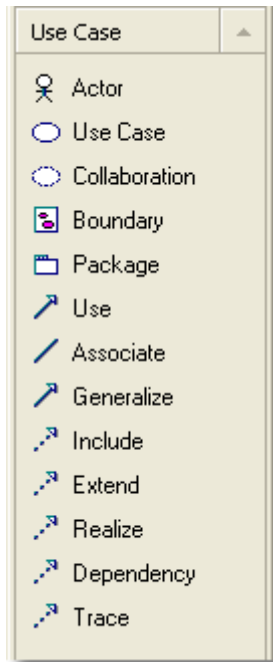 Use Case
Actor
Use Case
Collaboration
Boundary
Package
Use
Associate
Generalize
Include
Extend
Realize
Dependency
Trace